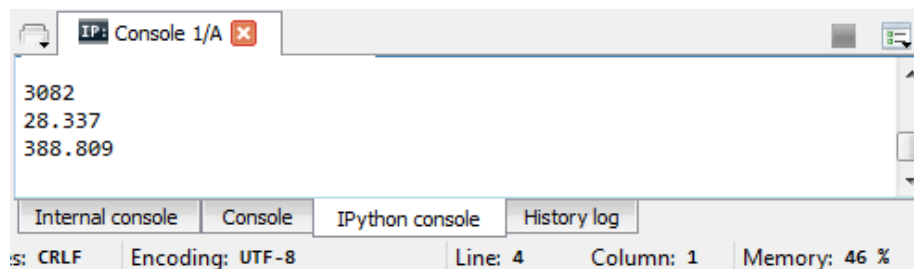 IP: Console 1/A
3082
28.337
388.809
Internal console Console IPython console History log
s: CRLF Encoding: UTF-8 Line: 4 Column: 1 Memory: 46 %